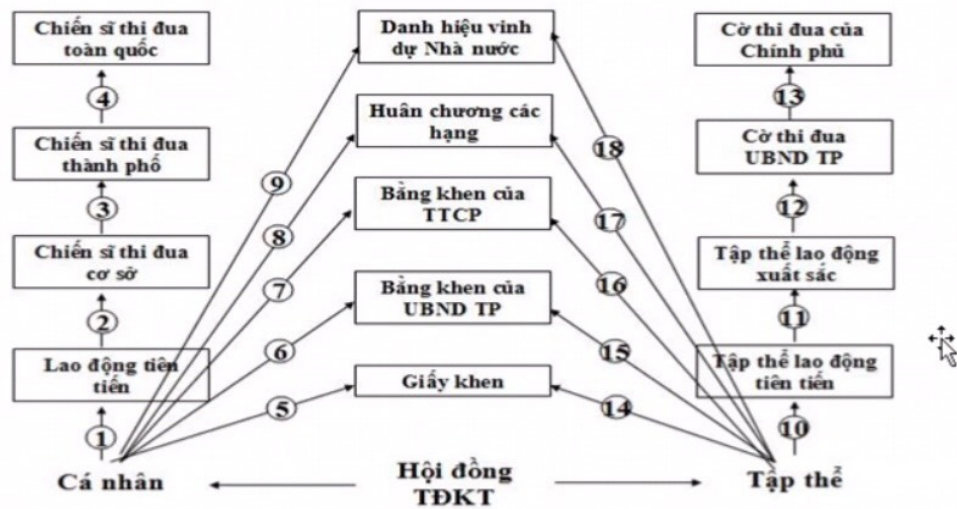 Chiến sĩ thi đua
toàn quốc
4
Chiến sĩ thi đua
thành phố
3
Chiến sĩ thi đua
cơ sở
2
Lao động tiên
tiến
1
Cá nhân
Danh hiệu vinh
dự Nhà nước
Huân chương các
hạng
Bằng khen của
TTCP
Bằng khen của
UBND TP
Giấy khen
9
8
7
6
5
18
17
16
15
14
Hội đồng
TĐKT
Cờ thi đua của
Chính phủ
13
Cờ thi đua
UBND TP
12
Tập thể lao động
xuất sắc
11
Tập thể lao động
tiên tiến
10
Tập thể